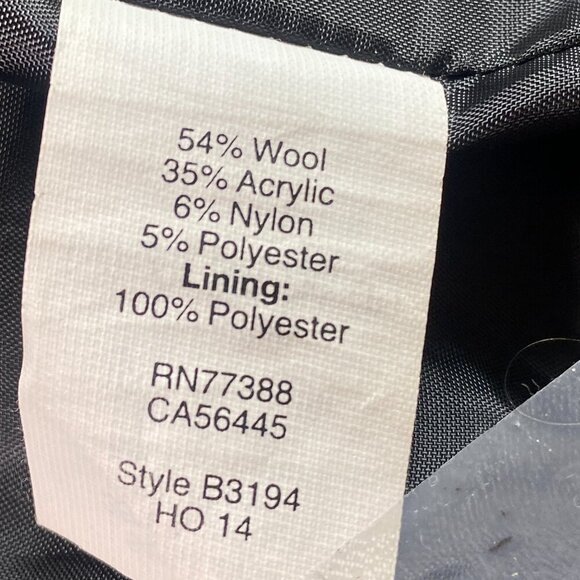 54% Wool
35% Acrylic
6% Nylon
5% Polyester
Lining:
100% Polyester
RN77388
CA56445
Style B3194
HO 14